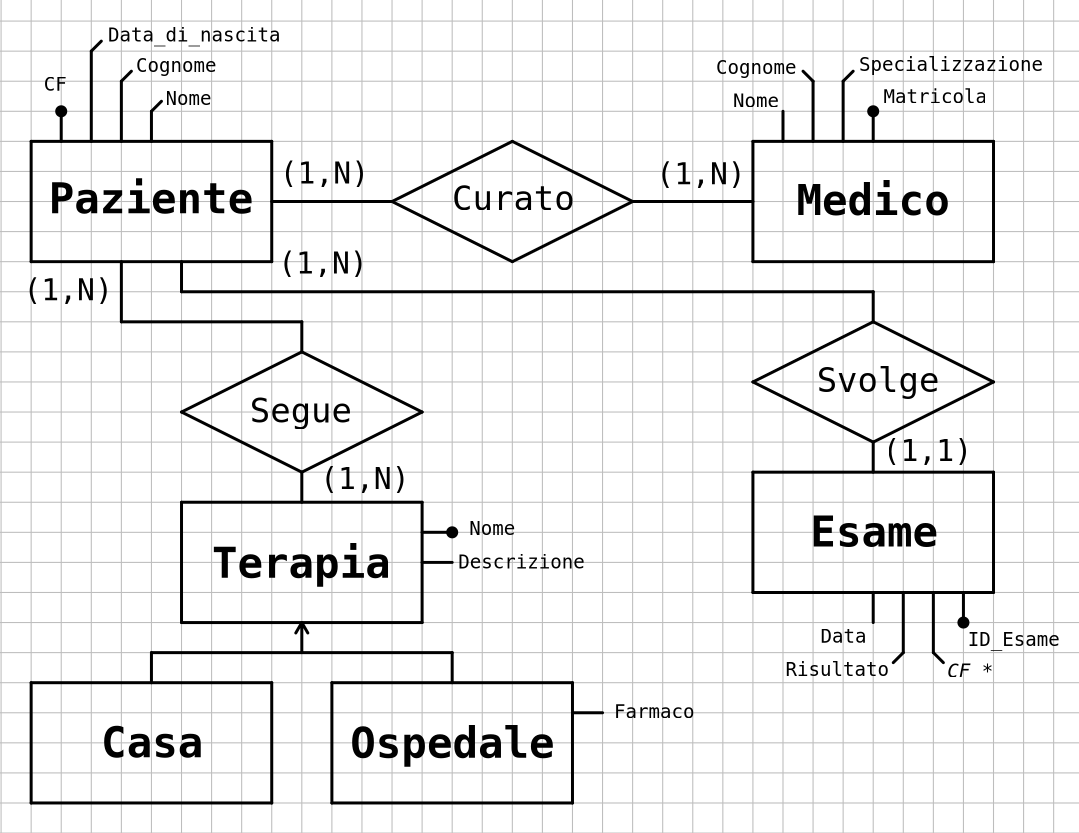 Data_di_nascita
Cognome
CF
Nome
Cognome
Specializzazione
Nome
Matricola
Paziente
(1,N)
Curato
(1,N)
Medico
(1,N)
(1,N)
Segue
Svolge
(1,N)
(1,1)
Terapia
Nome
Descrizione
Esame
Data
ID_Esame
Risultato
CF *
Casa
Ospedale
Farmaco